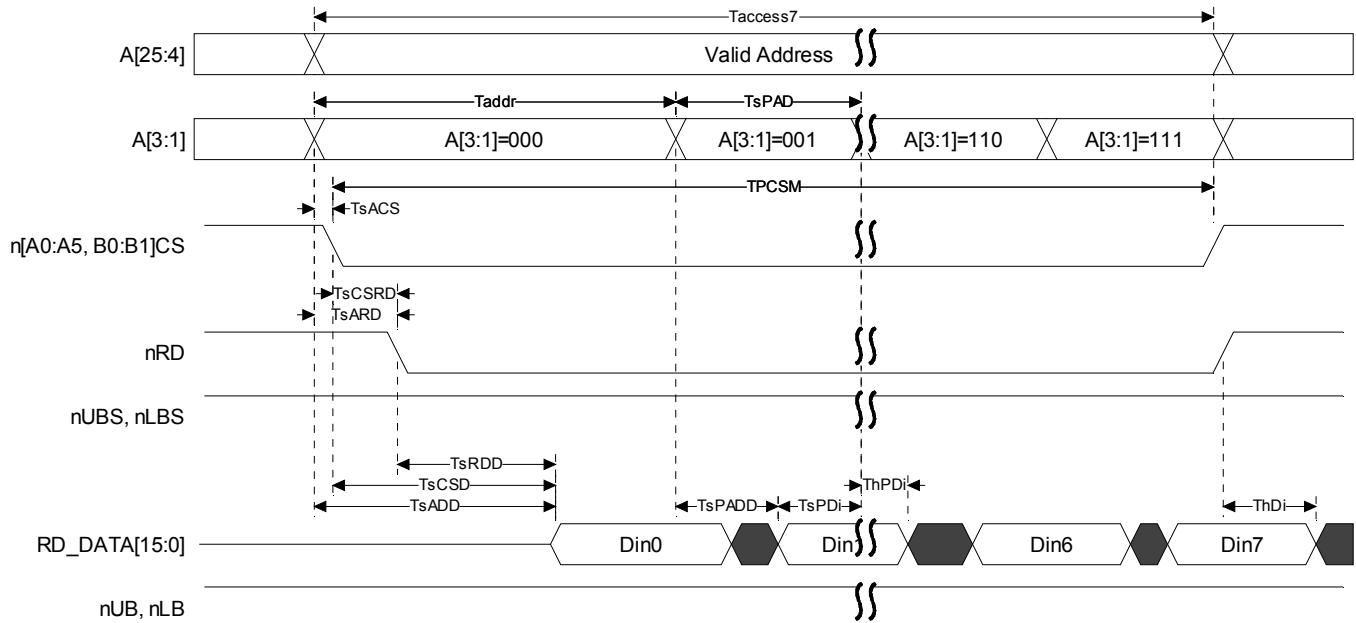 Taccess7
A[25:4] Valid Address
Taddr TsPAD
A[3:1] A[3:1]=000 A[3:1]=001 A[3:1]=110 A[3:1]=111
TPCSM
TsACS
n[A0:A5, B0:B1]CS
TsCSRD
TsARD
nRD
nUBS, nLBS
TsRDD
TsCSD ThPDi
TsADD TsPADD TsPDi ThDi
RD_DATA[15:0] Din0 Din1 Din6 Din7
nUB, nLB